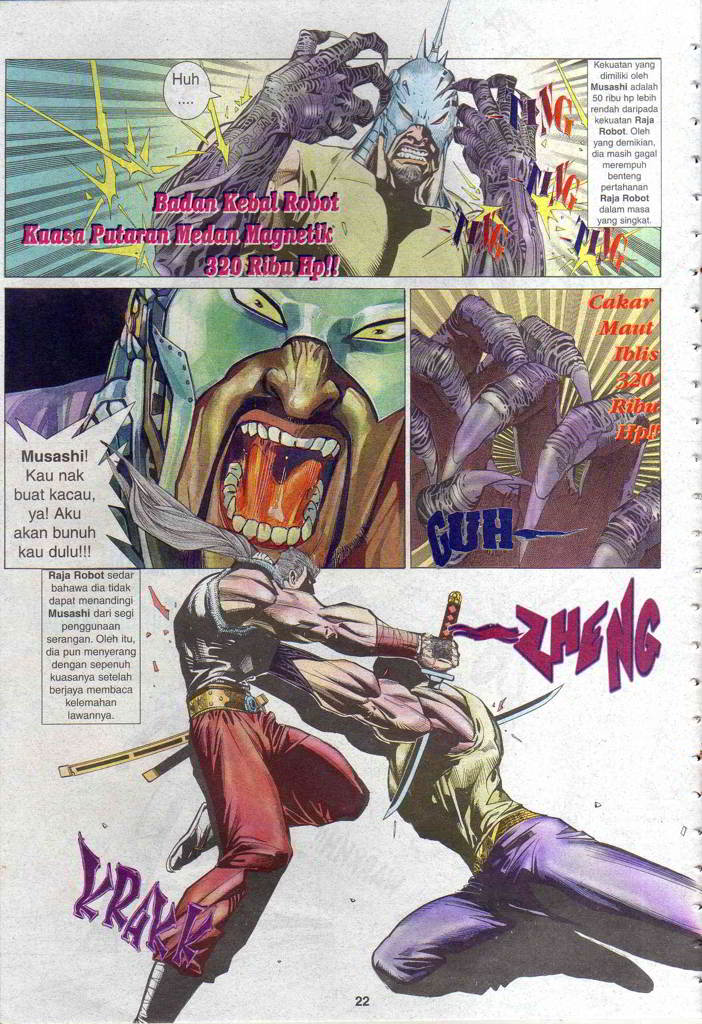 Huh
....
Kekuatan yang
dimiliki oleh
Musashi adalah
50 ribu hp lebih
rendah daripada
kekuatan Raja
Robot. Oleh
yang demikian,
dia masih gagal
merempuh
benteng
pertahanan
Raja Robot
dalam masa
yang singkat.
PENG
PENG
PENG
PENG
Badan Kebal Robot
Kuasa Putaran Medan Magnetik
320 Ribu Hp!!
Musashi!
Kau nak
buat kacau,
ya! Aku
akan bunuh
kau dulu!!!
Cakar
Maut
Iblis
320
Ribu
Hp!!
GUH
Raja Robot sedar
bahawa dia tidak
dapat menandingi
Musashi dari segi
penggunaan
serangan. Oleh itu,
dia pun menyerang
dengan sepenuh
kuasanya setelah
berjaya membaca
kelemahan
lawannya.
ZHENG
KRAKK
22